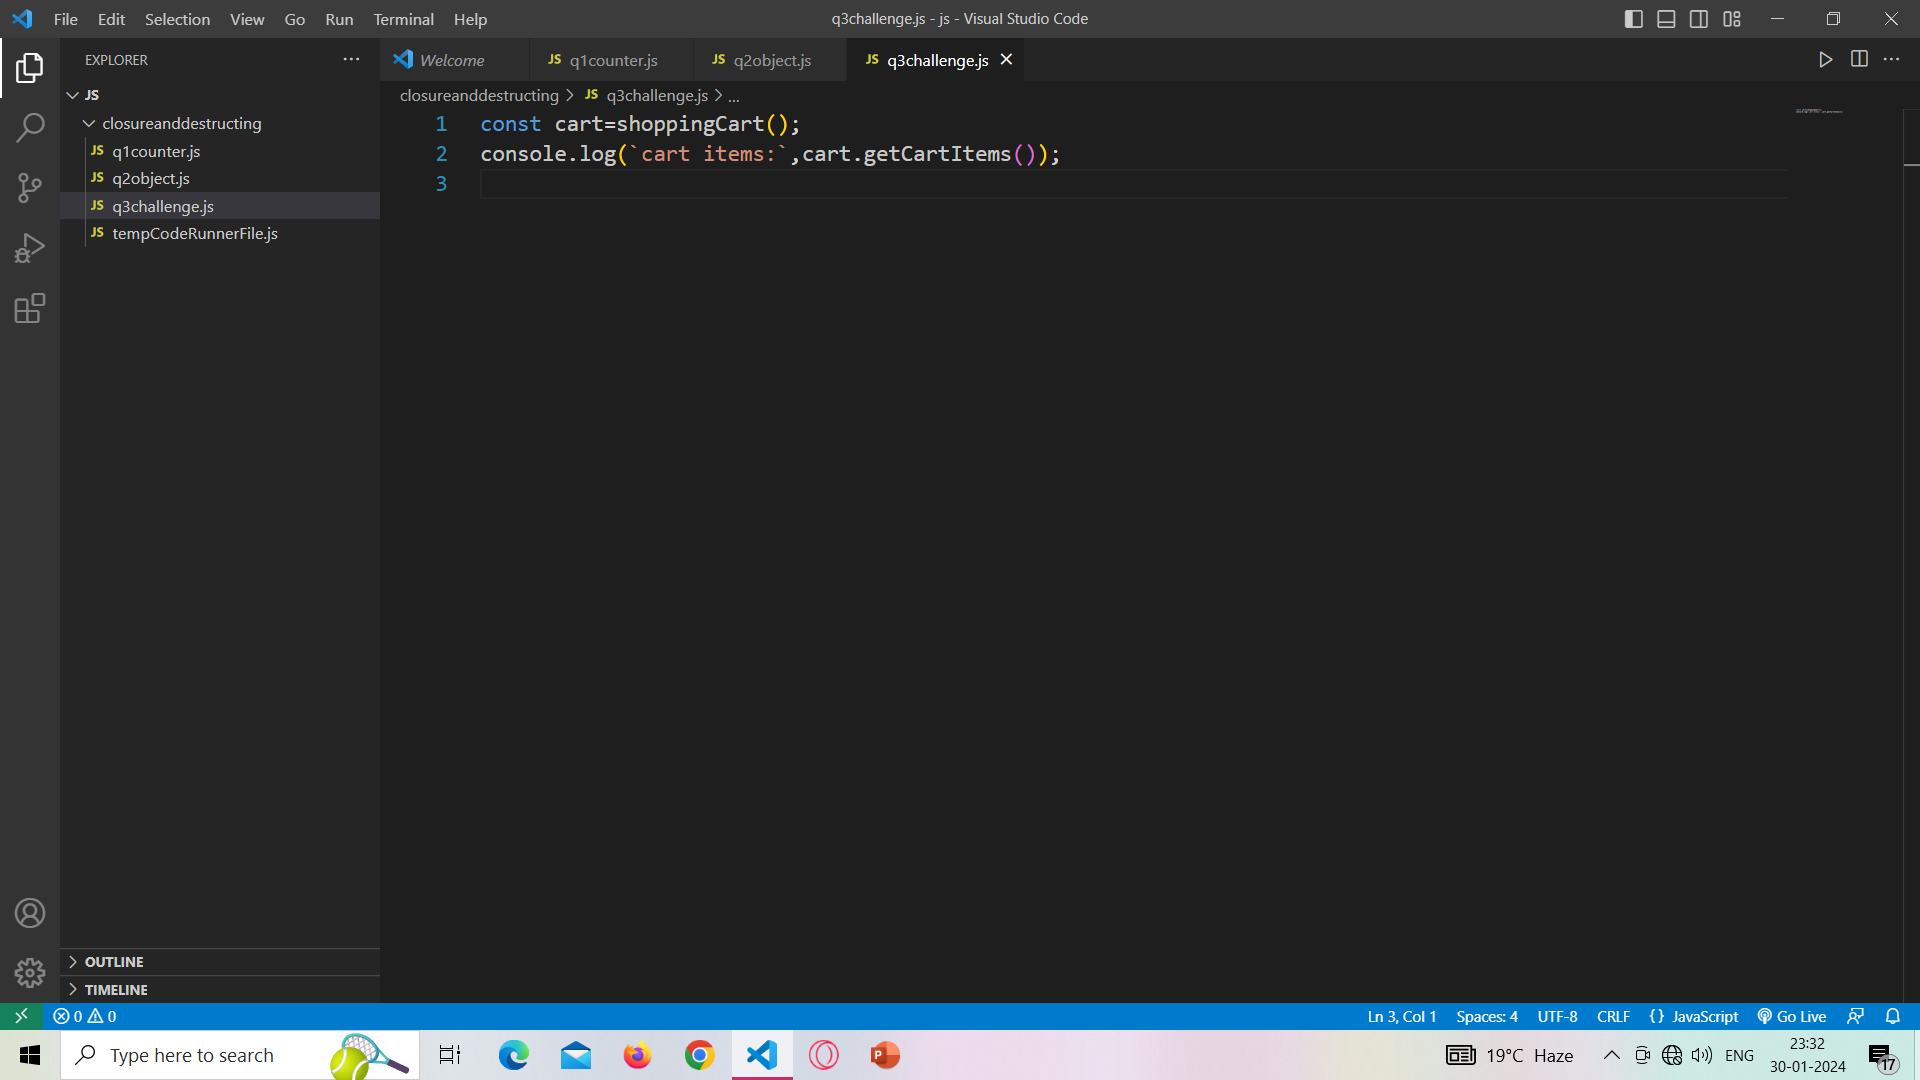 File Edit Selection View Go Run Terminal Help
q3challenge.js - js - Visual Studio Code
EXPLORER
JS
closureanddestructing
JS q1counter.js
JS q2object.js
JS q3challenge.js
JS tempCodeRunnerFile.js
OUTLINE
TIMELINE
Welcome JS q1counter.js JS q2object.js JS q3challenge.js
closureanddestructing > JS q3challenge.js > ...
1 const cart=shoppingCart();
2 console.log(`cart items:`,cart.getCartItems());
3
0 0
Ln 3, Col 1 Spaces: 4 UTF-8 CRLF {} JavaScript Go Live
Type here to search
19°C Haze
ENG
23:32
30-01-2024
17